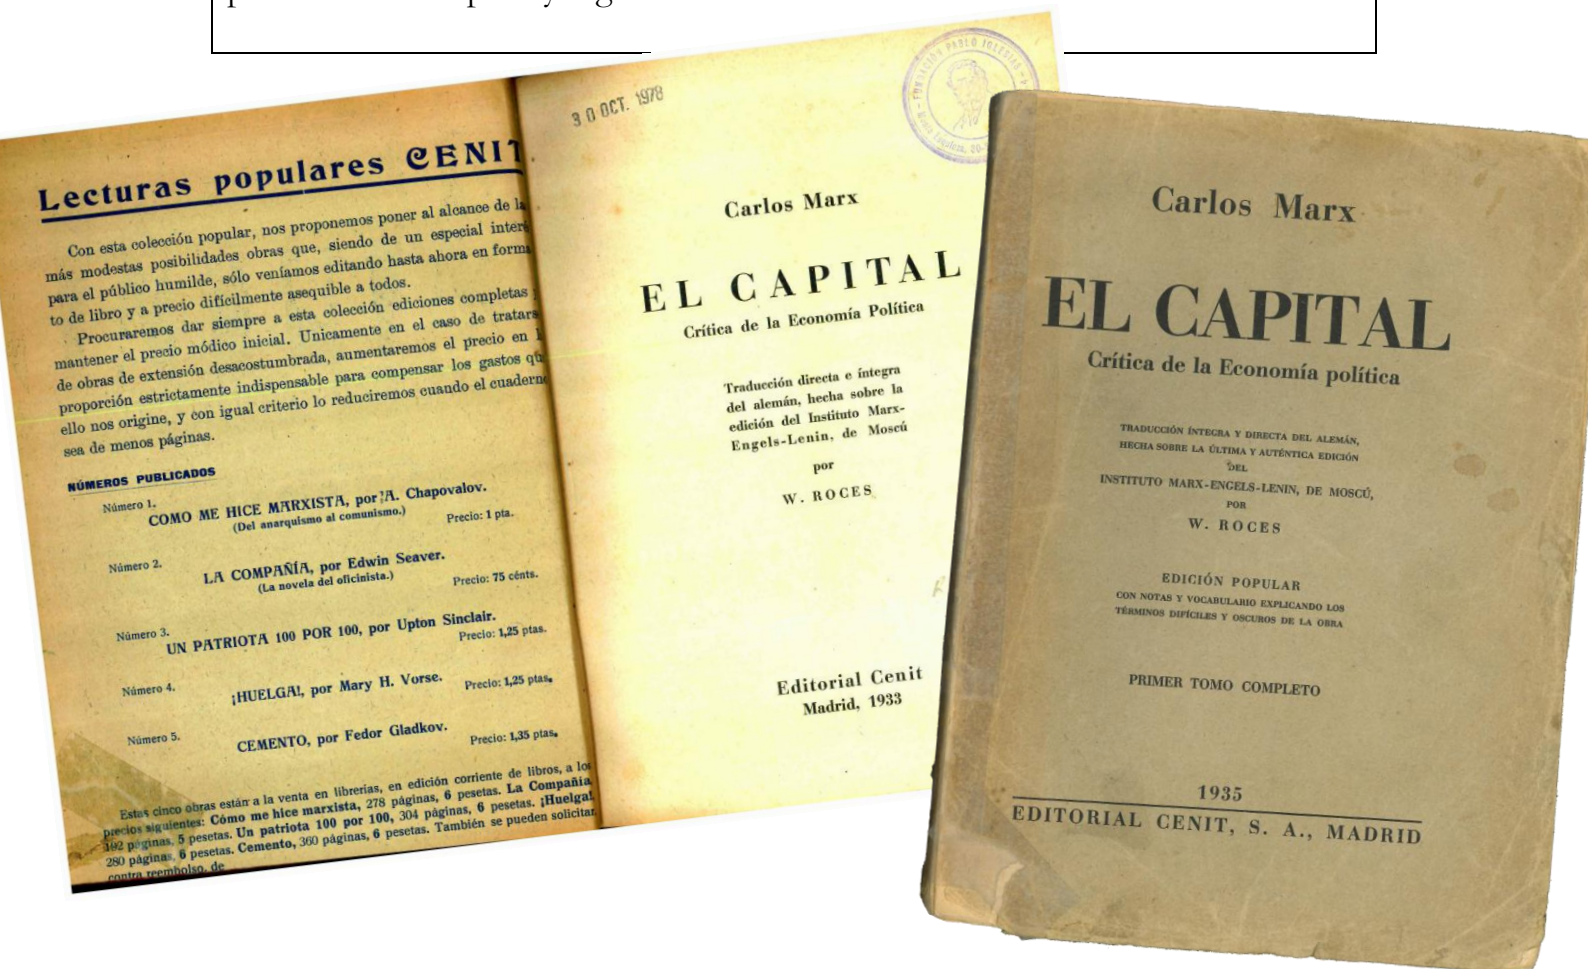 Lecturas populares CENIT
Con esta colección popular, nos proponemos poner al alcance de la
más modestas posibilidades obras que, siendo de un especial interé
para el público humilde, sólo veníamos editando hasta ahora en forma
to de libro y a precio difícilmente asequible a todos.
Procuraremos dar siempre a esta colección ediciones completas
mantener el precio módico inicial. Unicamente en el caso de tratars
de obras de extensión desacostumbrada, aumentaremos el precio en l
proporción estrictamente indispensable para compensar los gastos qu
ello nos origine, y con igual criterio lo reduciremos cuando el cuaderno
sea de menos páginas.
NÚMEROS PUBLICADOS
Número 1.
COMO ME HICE MARXISTA, por A. Chapovalov.
(Del anarquismo al comunismo.) Precio: 1 pta.
Número 2.
LA COMPAÑÍA, por Edwin Seaver.
(La novela del oficinista.) Precio: 75 cénts.
Número 3.
UN PATRIOTA 100 POR 100, por Upton Sinclair.
Precio: 1,25 ptas.
Número 4.
¡HUELGA!, por Mary H. Vorse. Precio: 1,25 ptas.
Número 5.
CEMENTO, por Fedor Gladkov.
Precio: 1,35 ptas.
Estas cinco obras están a la venta en librerías, en edición corriente de libros, a los
precios siguientes: Cómo me hice marxista, 278 páginas, 6 pesetas. La Compañía,
192 páginas, 5 pesetas. Un patriota 100 por 100, 304 páginas, 6 pesetas. ¡Huelga!,
280 páginas, 6 pesetas. Cemento, 360 páginas, 6 pesetas. También se pueden solicitar
contra reembolso, de
30 OCT. 1978
FUNDACIÓN PABLO IGLESIAS
Carlos Marx
EL CAPITAL
Crítica de la Economía Política
Traducción directa e íntegra
del alemán, hecha sobre la
edición del Instituto Marx-
Engels-Lenin, de Moscú
por
W. ROCES
Editorial Cenit
Madrid, 1933
Carlos Marx
EL CAPITAL
Crítica de la Economía política
TRADUCCIÓN ÍNTEGRA Y DIRECTA DEL ALEMÁN,
HECHA SOBRE LA ÚLTIMA Y AUTÉNTICA EDICIÓN
DEL
INSTITUTO MARX-ENGELS-LENIN, DE MOSCÚ,
POR
W. ROCES
EDICIÓN POPULAR
CON NOTAS Y VOCABULARIO EXPLICANDO LOS
TÉRMINOS DIFÍCILES Y OSCUROS DE LA OBRA
PRIMER TOMO COMPLETO
1935
EDITORIAL CENIT, S. A., MADRID